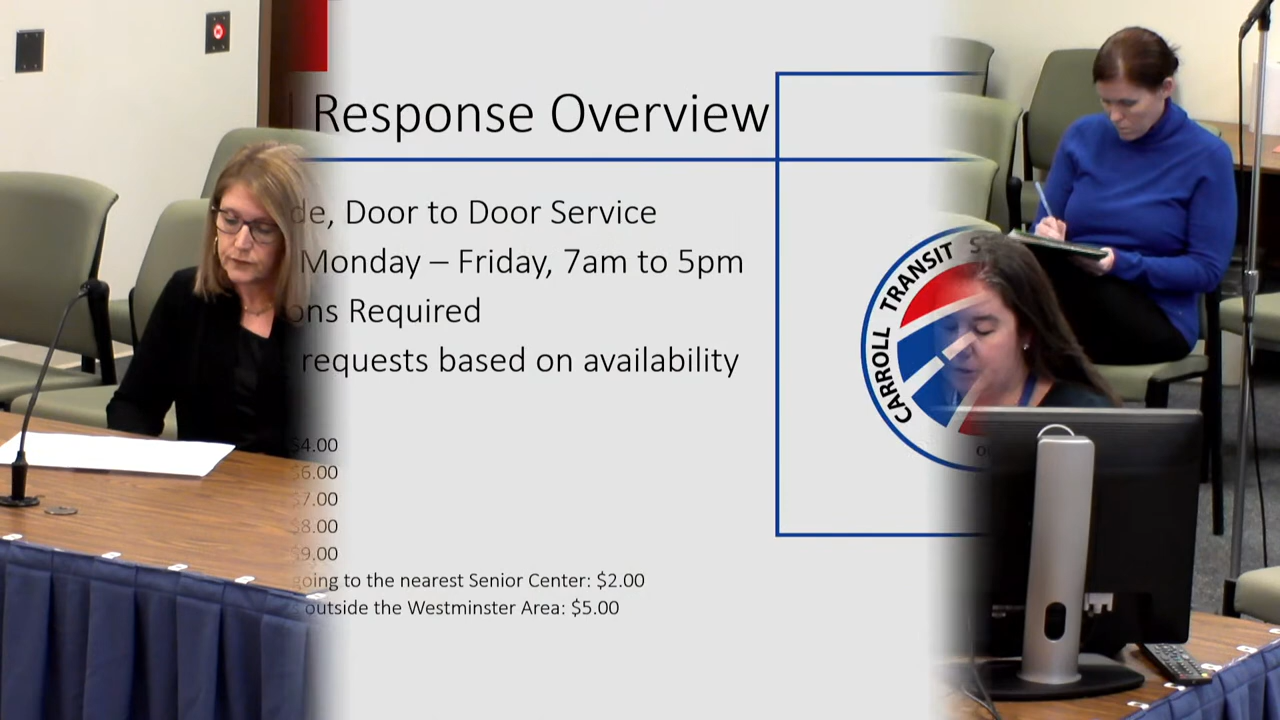 Response Overview
de, Door to Door Service
Monday – Friday, 7am to 5pm
ons Required
requests based on availability
$4.00
$6.00
$7.00
$8.00
$9.00
going to the nearest Senior Center: $2.00
outside the Westminster Area: $5.00
CARROLL TRANSIT